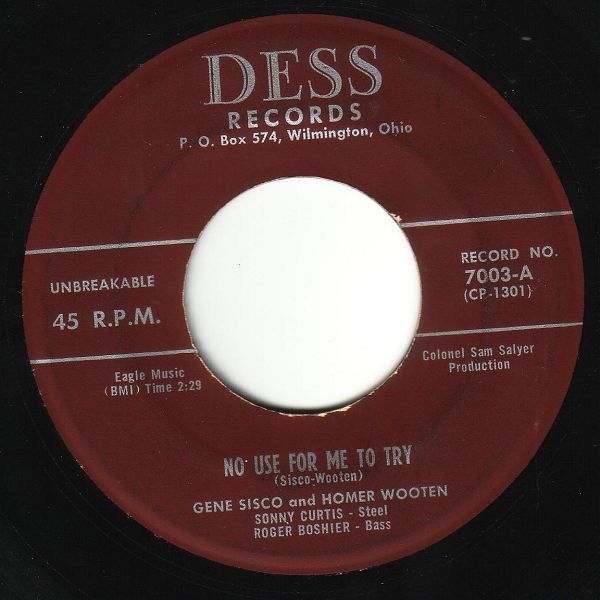 DESS
RECORDS
P. O. Box 574, Wilmington, Ohio
UNBREAKABLE
45 R.P.M.
RECORD NO.
7003-A
(CP-1301)
Eagle Music
(BMI) Time 2:29
Colonel Sam Salyer
Production
NO USE FOR ME TO TRY
(Sisco-Wooten)
GENE SISCO and HOMER WOOTEN
SONNY CURTIS - Steel
ROGER BOSHIER - Bass